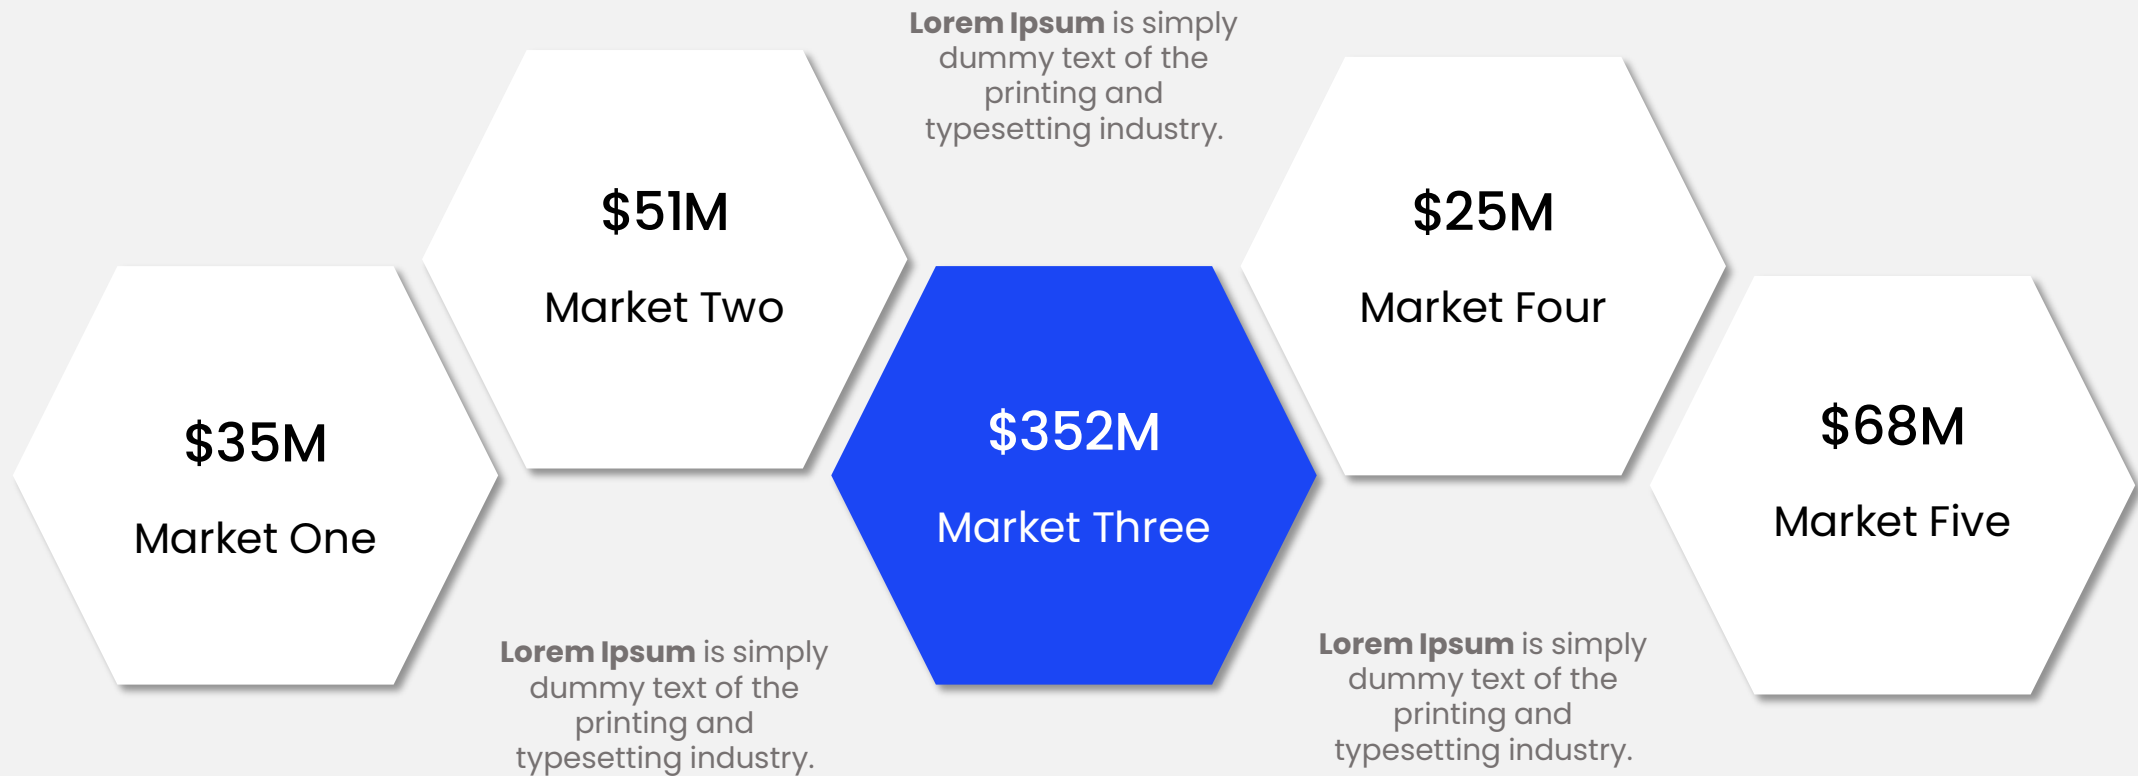 Lorem Ipsum is simply
dummy text of the
printing and
typesetting industry.
$51M
Market Two
$25M
Market Four
$35M
Market One
$352M
Market Three
$68M
Market Five
Lorem Ipsum is simply
dummy text of the
printing and
typesetting industry.
Lorem Ipsum is simply
dummy text of the
printing and
typesetting industry.